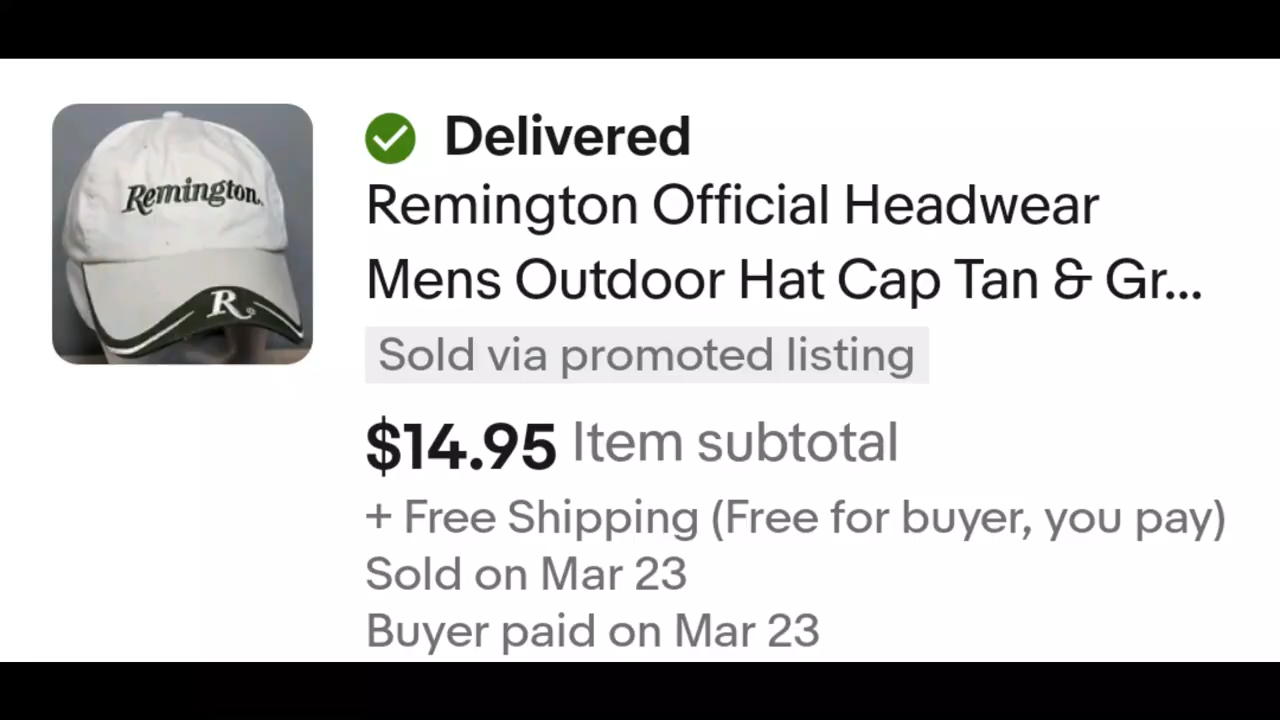 Remington.
R
Delivered
Remington Official Headwear
Mens Outdoor Hat Cap Tan & Gr...
Sold via promoted listing
$14.95 Item subtotal
+ Free Shipping (Free for buyer, you pay)
Sold on Mar 23
Buyer paid on Mar 23